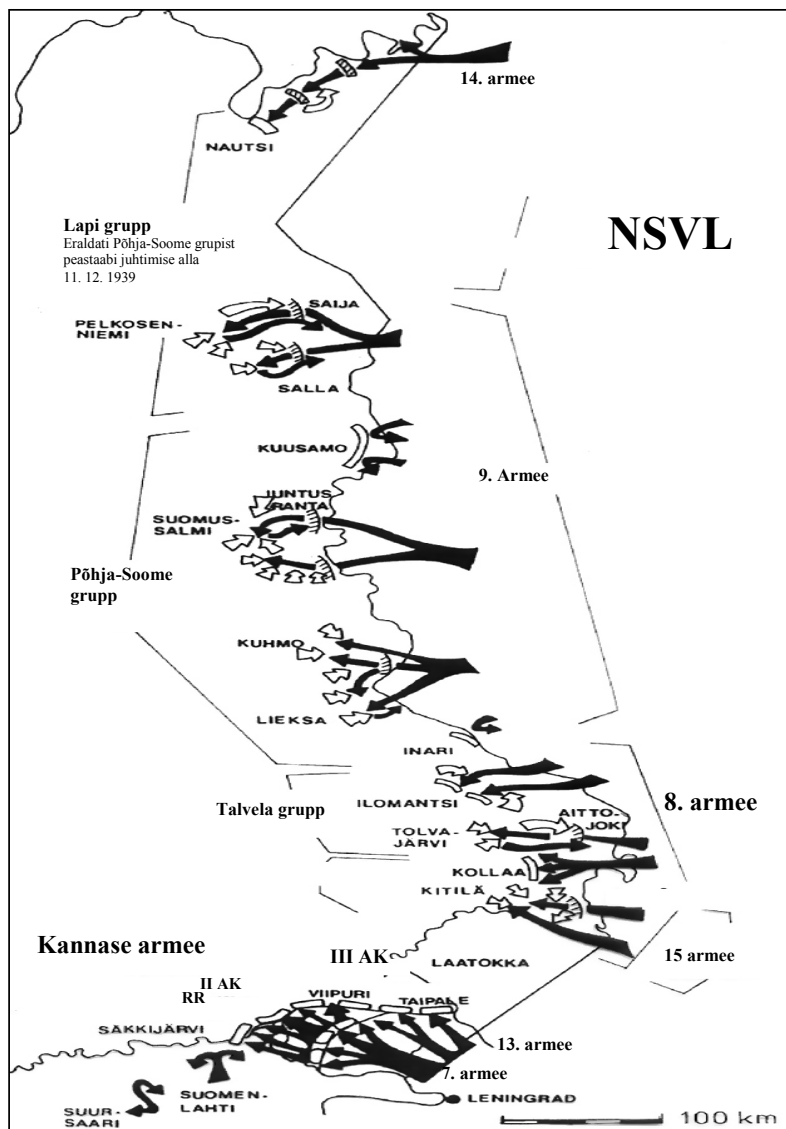 14. armee
NAUTSI
NSVL
Lapi grupp
Eraldati Põhja-Soome grupist
peastaabi juhtimise alla
11. 12. 1939
SAIJA
PELKOSEN-
NIEMI
SALLA
KUUSAMO
9. Armee
JUNTUS
RANTA
SUOMUS-
SALMI
Põhja-Soome
grupp
KUHMO
LIEKSA
INARI
ILOMANTSI
Talvela grupp
8. armee
AITTO-
JOKI
TOLVA-
JÄRVI
KOLLAA
KITILÄ
Kannase armee
III AK
LAATOKKA
15 armee
II AK
RR
VIIPURI
TAIPALE
SÄKKIJÄRVI
13. armee
7. armee
SUOMEN-
LAHTI
LENINGRAD
SUUR-
SAARI
100 km